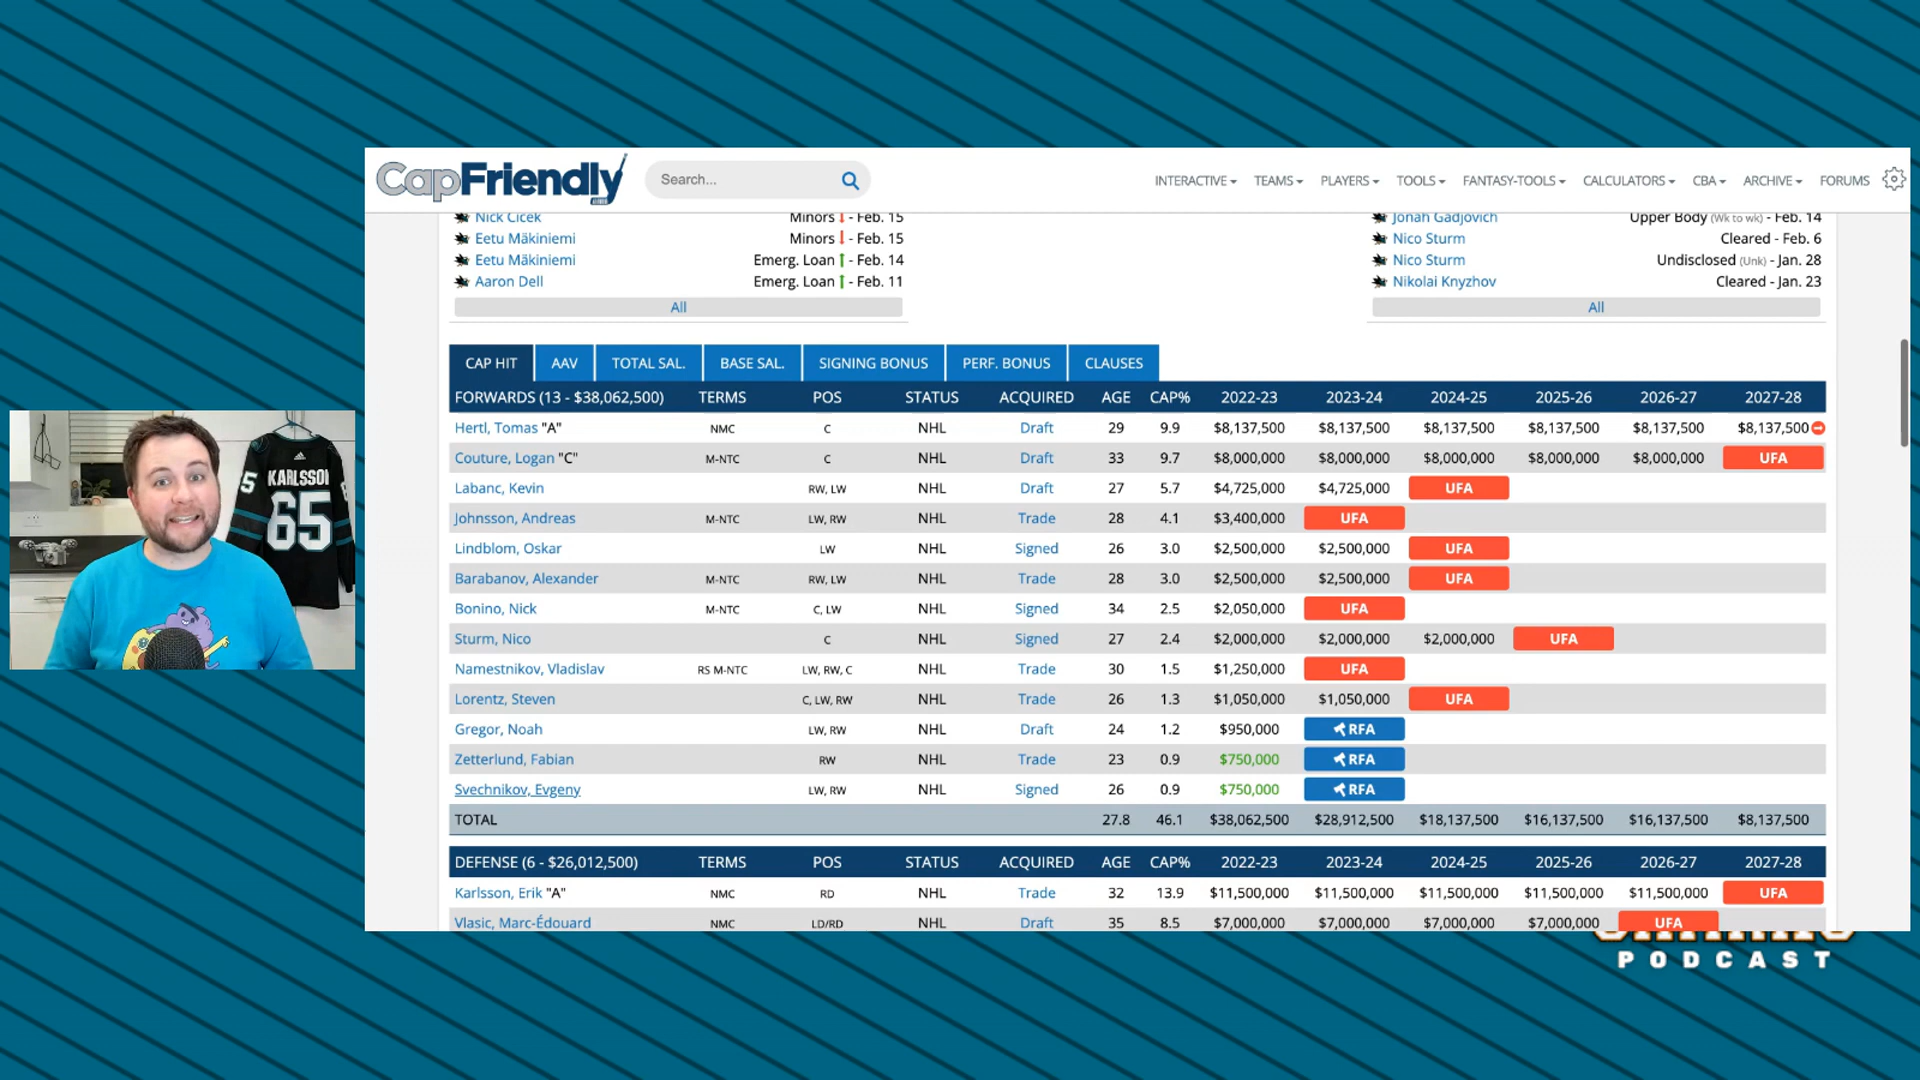 CapFriendly
Search...
INTERACTIVE TEAMS PLAYERS TOOLS FANTASY-TOOLS CALCULATORS CBA ARCHIVE FORUMS
Nick Cicek Minors - Feb. 15
Eetu Mäkiniemi Minors - Feb. 15
Eetu Mäkiniemi Emerg. Loan - Feb. 14
Aaron Dell Emerg. Loan - Feb. 11
All
Jonah Gadjovich Upper Body (Wk to wk) - Feb. 14
Nico Sturm Cleared - Feb. 6
Nico Sturm Undisclosed (Unk) - Jan. 28
Nikolai Knyzhov Cleared - Jan. 23
All
CAP HIT AAV TOTAL SAL. BASE SAL. SIGNING BONUS PERF. BONUS CLAUSES
FORWARDS (13 - $38,062,500) TERMS POS STATUS ACQUIRED AGE CAP% 2022-23 2023-24 2024-25 2025-26 2026-27 2027-28
Hertl, Tomas "A" NMC C NHL Draft 29 9.9 $8,137,500 $8,137,500 $8,137,500 $8,137,500 $8,137,500 $8,137,500
Couture, Logan "C" M-NTC C NHL Draft 33 9.7 $8,000,000 $8,000,000 $8,000,000 $8,000,000 $8,000,000 UFA
Labanc, Kevin RW, LW NHL Draft 27 5.7 $4,725,000 $4,725,000 UFA
Johnsson, Andreas M-NTC LW, RW NHL Trade 28 4.1 $3,400,000 UFA
Lindblom, Oskar LW NHL Signed 26 3.0 $2,500,000 $2,500,000 UFA
Barabanov, Alexander M-NTC RW, LW NHL Trade 28 3.0 $2,500,000 $2,500,000 UFA
Bonino, Nick M-NTC C, LW NHL Signed 34 2.5 $2,050,000 UFA
Sturm, Nico C NHL Signed 27 2.4 $2,000,000 $2,000,000 $2,000,000 UFA
Namestnikov, Vladislav RS M-NTC LW, RW, C NHL Trade 30 1.5 $1,250,000 UFA
Lorentz, Steven C, LW, RW NHL Trade 26 1.3 $1,050,000 $1,050,000 UFA
Gregor, Noah LW, RW NHL Draft 24 1.2 $950,000 RFA
Zetterlund, Fabian RW NHL Trade 23 0.9 $750,000 RFA
Svechnikov, Evgeny LW, RW NHL Signed 26 0.9 $750,000 RFA
TOTAL 27.8 46.1 $38,062,500 $28,912,500 $18,137,500 $16,137,500 $16,137,500 $8,137,500
DEFENSE (6 - $26,012,500) TERMS POS STATUS ACQUIRED AGE CAP% 2022-23 2023-24 2024-25 2025-26 2026-27 2027-28
Karlsson, Erik "A" NMC RD NHL Trade 32 13.9 $11,500,000 $11,500,000 $11,500,000 $11,500,000 $11,500,000 UFA
Vlasic, Marc-Édouard NMC LD/RD NHL Draft 35 8.5 $7,000,000 $7,000,000 $7,000,000 $7,000,000 UFA
KARLSSON
65
5
PODCAST